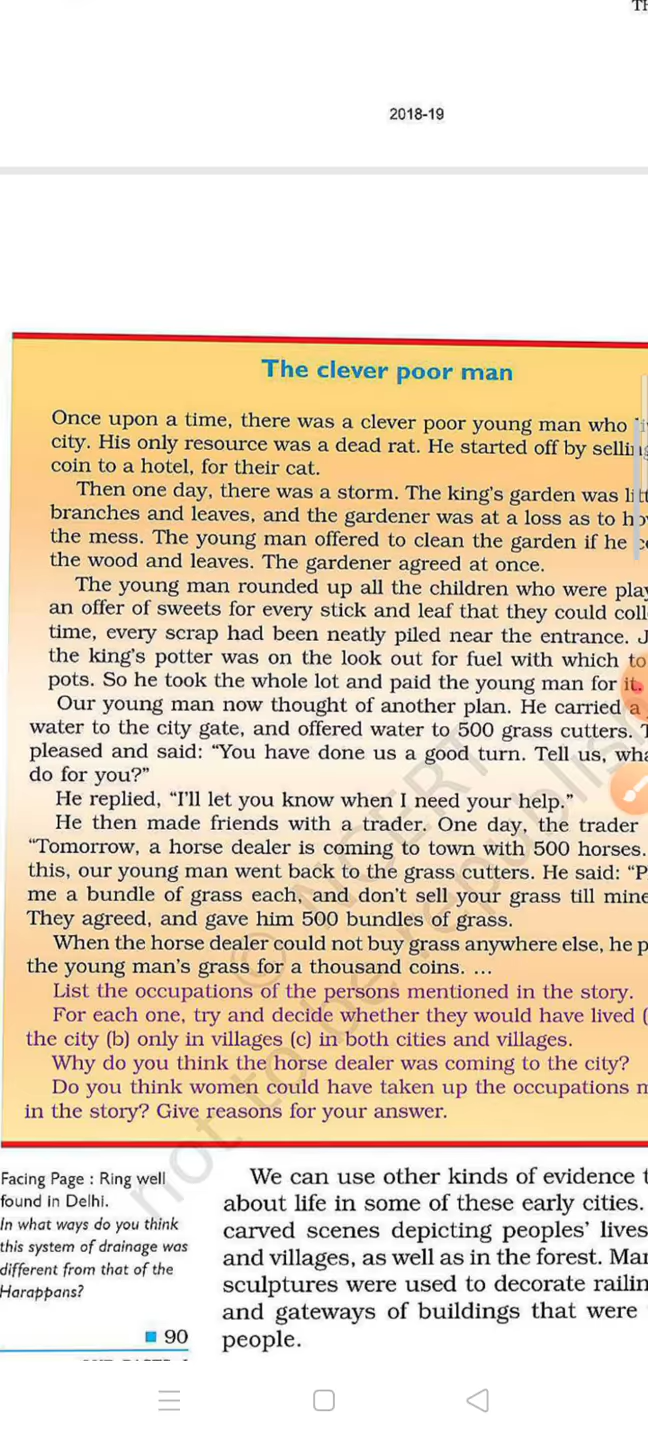 TH
2018-19
The clever poor man
Once upon a time, there was a clever poor young man who
city. His only resource was a dead rat. He started off by selling
coin to a hotel, for their cat.
Then one day, there was a storm. The king's garden was litt
branches and leaves, and the gardener was at a loss as to how
the mess. The young man offered to clean the garden if he
the wood and leaves. The gardener agreed at once.
The young man rounded up all the children who were play
an offer of sweets for every stick and leaf that they could coll
time, every scrap had been neatly piled near the entrance. J
the king's potter was on the look out for fuel with which to
pots. So he took the whole lot and paid the young man for it.
Our young man now thought of another plan. He carried a
water to the city gate, and offered water to 500 grass cutters. T
pleased and said: "You have done us a good turn. Tell us, wha
do for you?"
He replied, "I'll let you know when I need your help."
He then made friends with a trader. One day, the trader
"Tomorrow, a horse dealer is coming to town with 500 horses.
this, our young man went back to the grass cutters. He said: "P
me a bundle of grass each, and don't sell your grass till mine
They agreed, and gave him 500 bundles of grass.
When the horse dealer could not buy grass anywhere else, he p
the young man's grass for a thousand coins. ...
List the occupations of the persons mentioned in the story.
For each one, try and decide whether they would have lived (
the city (b) only in villages (c) in both cities and villages.
Why do you think the horse dealer was coming to the city?
Do you think women could have taken up the occupations m
in the story? Give reasons for your answer.
© NCERT
not to be republis
Facing Page : Ring well
found in Delhi.
In what ways do you think
this system of drainage was
different from that of the
Harappans?
90
We can use other kinds of evidence t
about life in some of these early cities.
carved scenes depicting peoples' lives
and villages, as well as in the forest. Man
sculptures were used to decorate railin
and gateways of buildings that were
people.